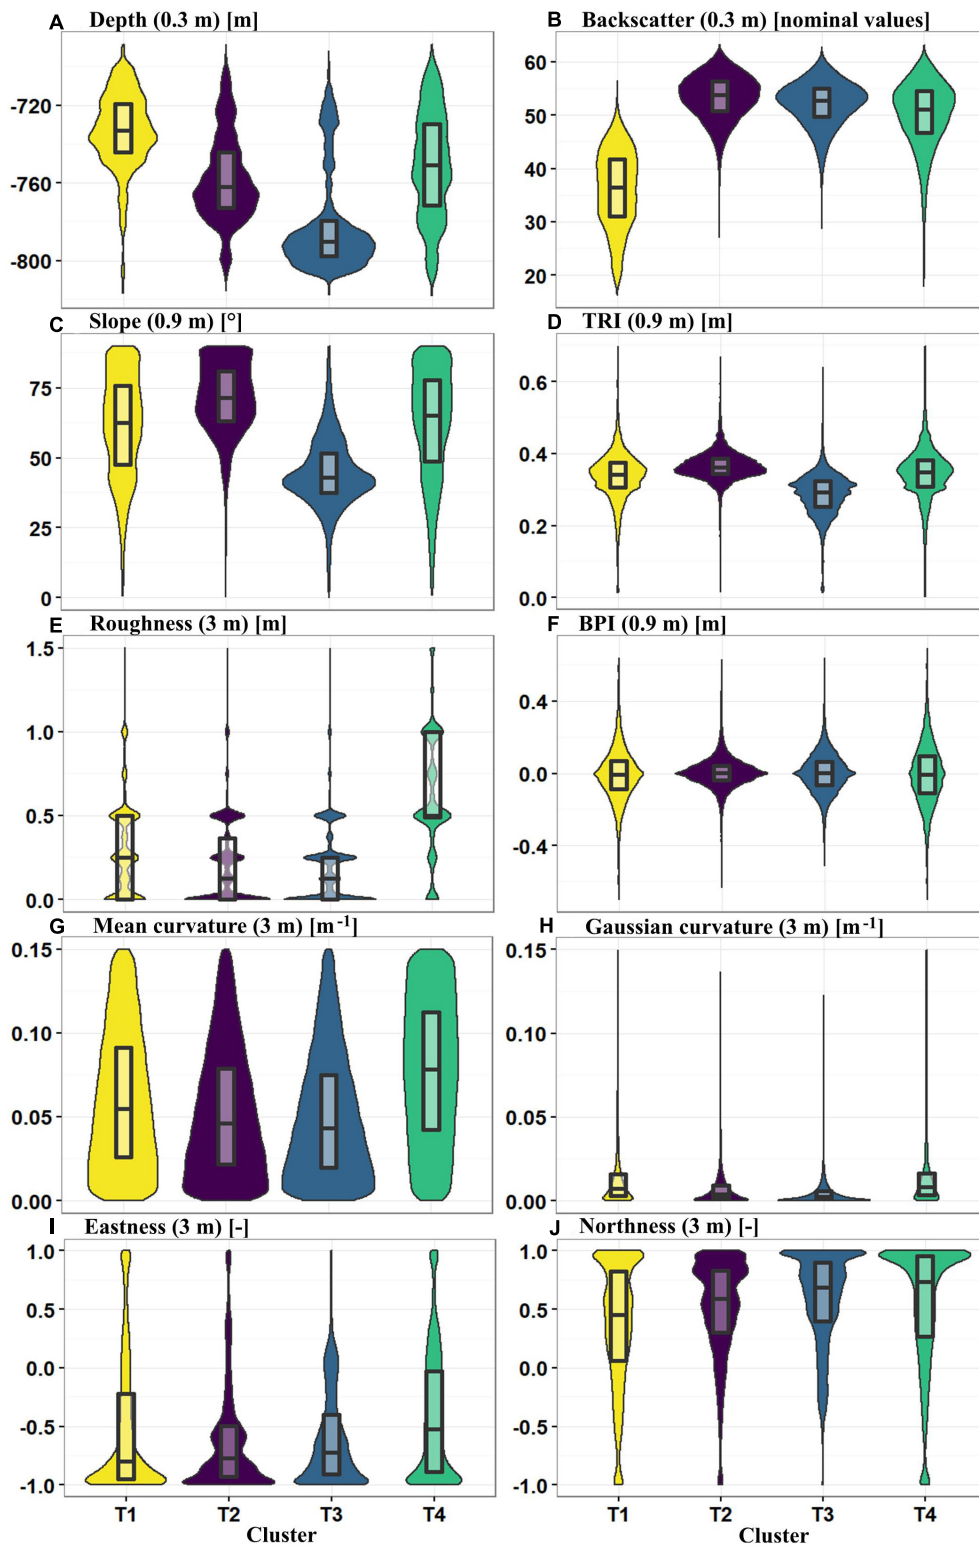 A Depth (0.3 m) [m]
-720
-760
-800
B Backscatter (0.3 m) [nominal values]
60
50
40
30
20
C Slope (0.9 m) [°]
75
50
25
0
D TRI (0.9 m) [m]
0.6
0.4
0.2
0.0
E Roughness (3 m) [m]
1.5
1.0
0.5
0.0
F BPI (0.9 m) [m]
0.4
0.0
-0.4
G Mean curvature (3 m) [m⁻¹]
0.15
0.10
0.05
0.00
H Gaussian curvature (3 m) [m⁻¹]
0.15
0.10
0.05
0.00
I Eastness (3 m) [-]
1.0
0.5
0.0
-0.5
-1.0
T1 T2 T3 T4
Cluster
J Northness (3 m) [-]
1.0
0.5
0.0
-0.5
-1.0
T1 T2 T3 T4
Cluster